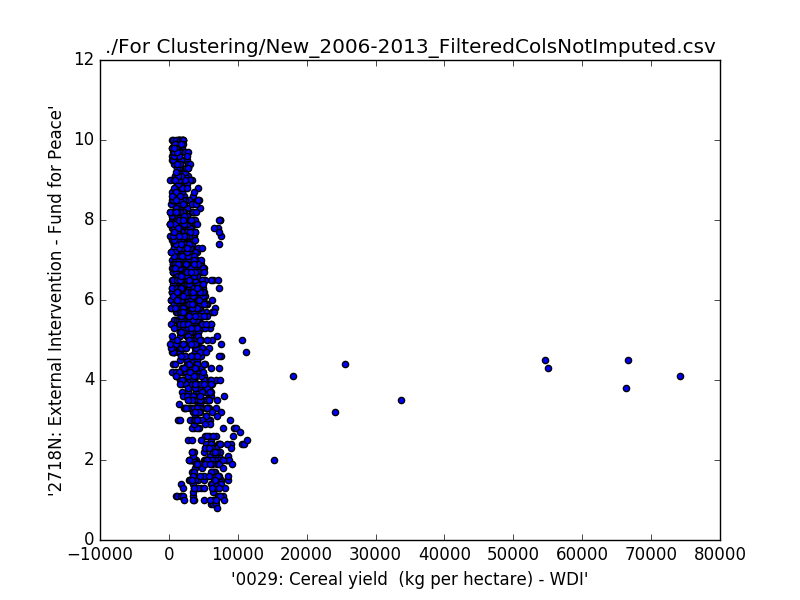 ./For Clustering/New_2006-2013_FilteredColsNotImputed.csv
12
10
8
6
4
2
0
'2718N: External Intervention - Fund for Peace'
−10000 0 10000 20000 30000 40000 50000 60000 70000 80000
'0029: Cereal yield  (kg per hectare) - WDI'